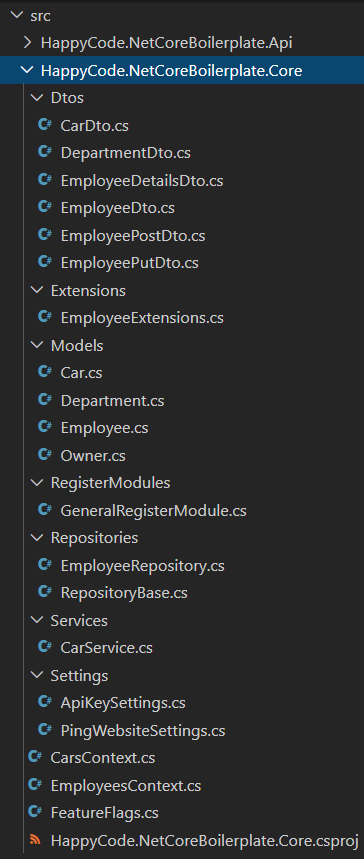 src
HappyCode.NetCoreBoilerplate.Api
HappyCode.NetCoreBoilerplate.Core
Dtos
C# CarDto.cs
C# DepartmentDto.cs
C# EmployeeDetailsDto.cs
C# EmployeeDto.cs
C# EmployeePostDto.cs
C# EmployeePutDto.cs
Extensions
C# EmployeeExtensions.cs
Models
C# Car.cs
C# Department.cs
C# Employee.cs
C# Owner.cs
RegisterModules
C# GeneralRegisterModule.cs
Repositories
C# EmployeeRepository.cs
C# RepositoryBase.cs
Services
C# CarService.cs
Settings
C# ApiKeySettings.cs
C# PingWebsiteSettings.cs
C# CarsContext.cs
C# EmployeesContext.cs
C# FeatureFlags.cs
HappyCode.NetCoreBoilerplate.Core.csproj